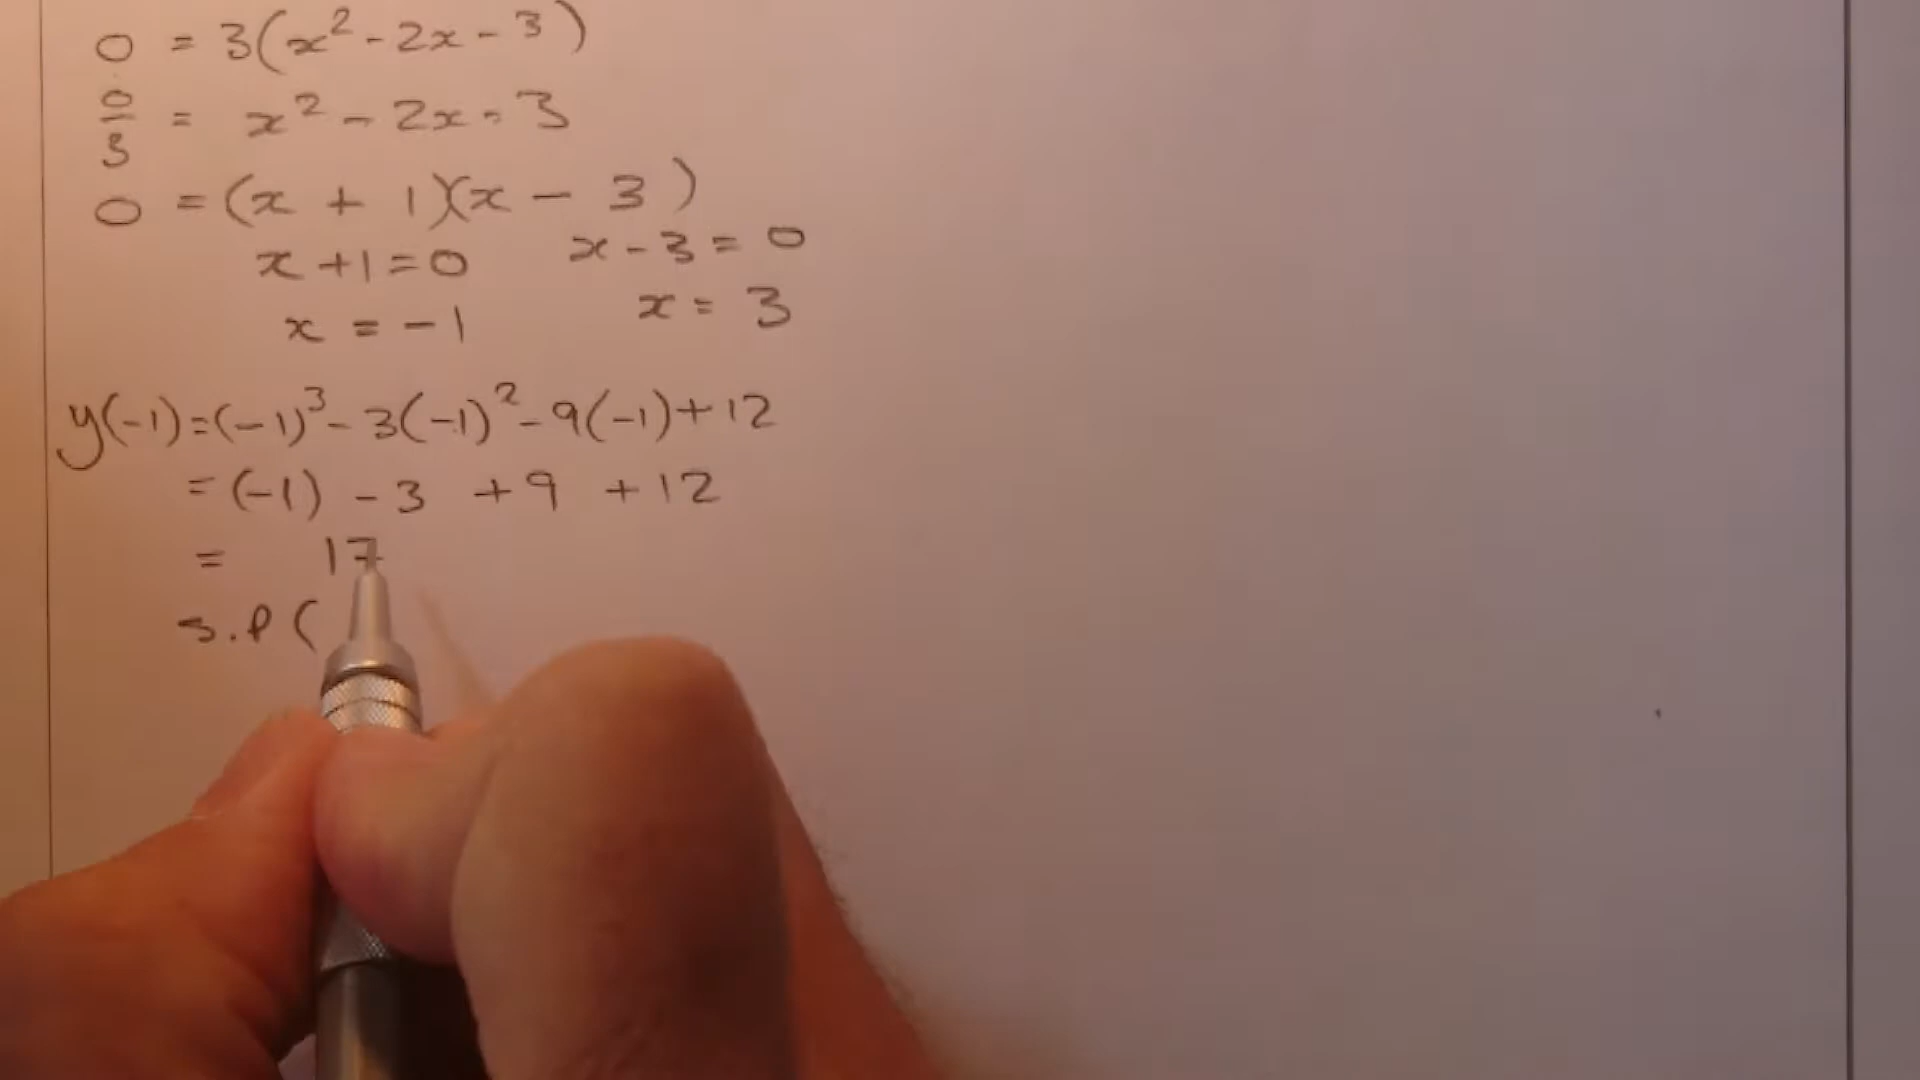 0 = 3(x² - 2x - 3)
0/3 = x² - 2x - 3
0 = (x + 1)(x - 3)
x + 1 = 0 x - 3 = 0
x = -1 x = 3
y(-1) = (-1)³ - 3(-1)² - 9(-1) + 12
= (-1) - 3 + 9 + 12
= 17
S.P (